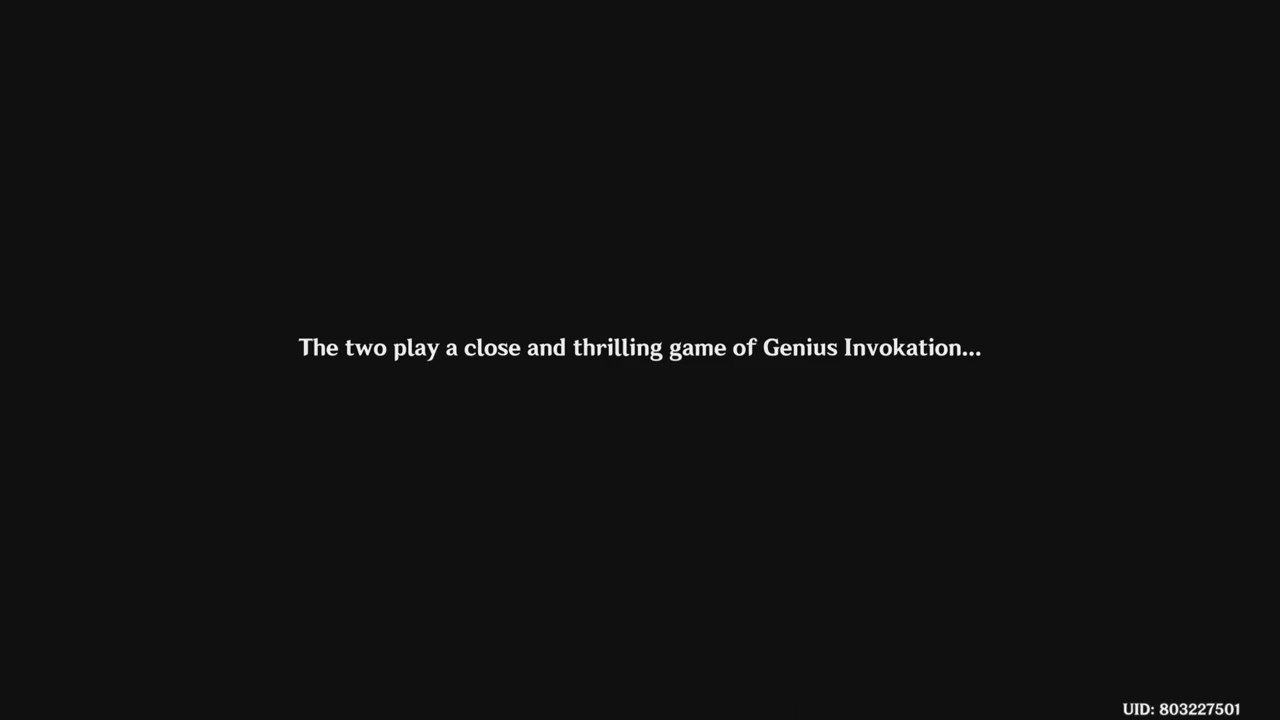 The two play a close and thrilling game of Genius Invokation...
UID: 803227501